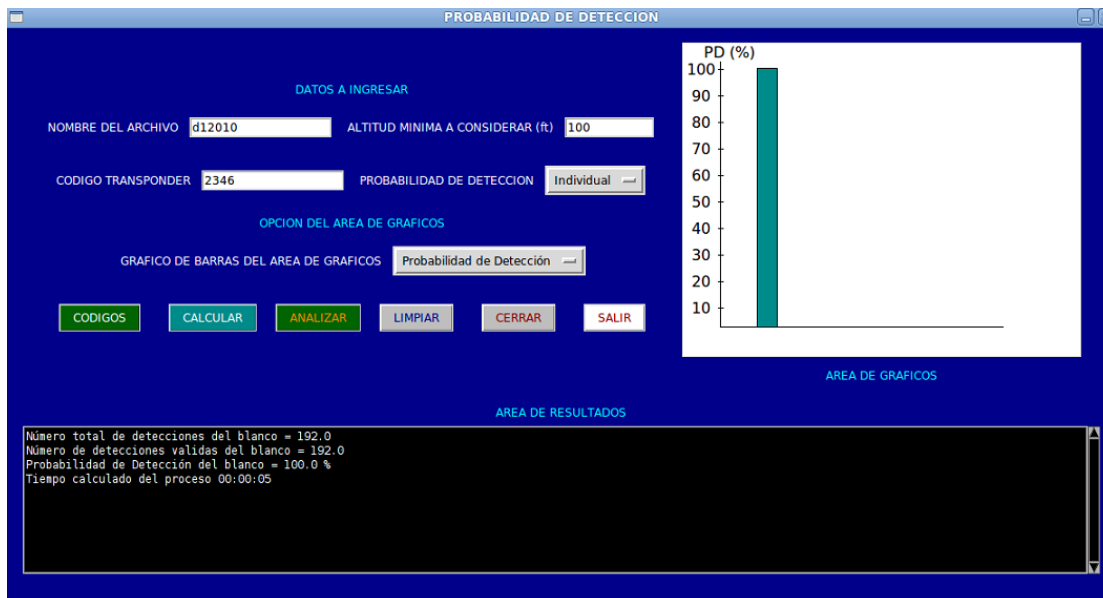 PROBABILIDAD DE DETECCION
DATOS A INGRESAR
NOMBRE DEL ARCHIVO d12010 ALTITUD MINIMA A CONSIDERAR (ft) 100
CODIGO TRANSPONDER 2346 PROBABILIDAD DE DETECCION Individual
OPCION DEL AREA DE GRAFICOS
GRAFICO DE BARRAS DEL AREA DE GRAFICOS Probabilidad de Detección
CODIGOS CALCULAR ANALIZAR LIMPIAR CERRAR SALIR
PD (%)
100
90
80
70
60
50
40
30
20
10
AREA DE GRAFICOS
AREA DE RESULTADOS
Número total de detecciones del blanco = 192.0
Número de detecciones validas del blanco = 192.0
Probabilidad de Detección del blanco = 100.0 %
Tiempo calculado del proceso 00:00:05